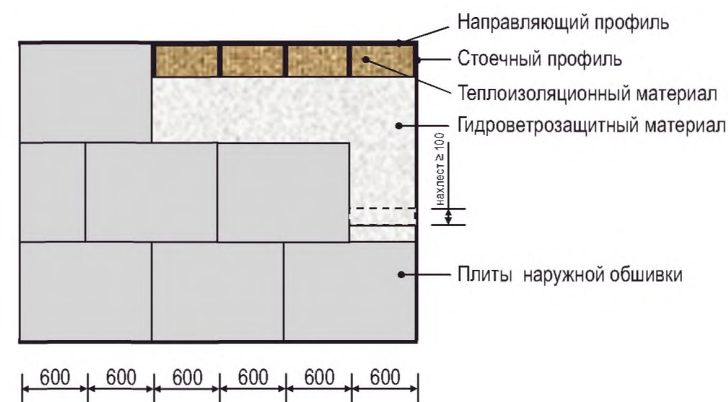 Направляющий профиль
Стоечный профиль
Теплоизоляционный материал
Гидроветрозащитный материал
нахлест ≥ 100
Плиты наружной обшивки
600 600 600 600 600 600